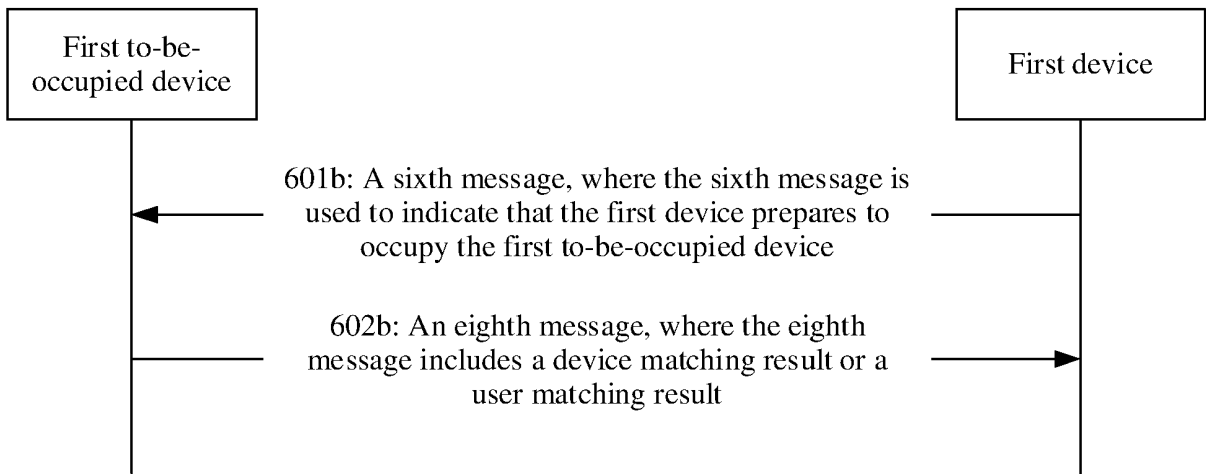 First to-be-
occupied device
First device
601b: A sixth message, where the sixth message is
used to indicate that the first device prepares to
occupy the first to-be-occupied device
602b: An eighth message, where the eighth
message includes a device matching result or a
user matching result